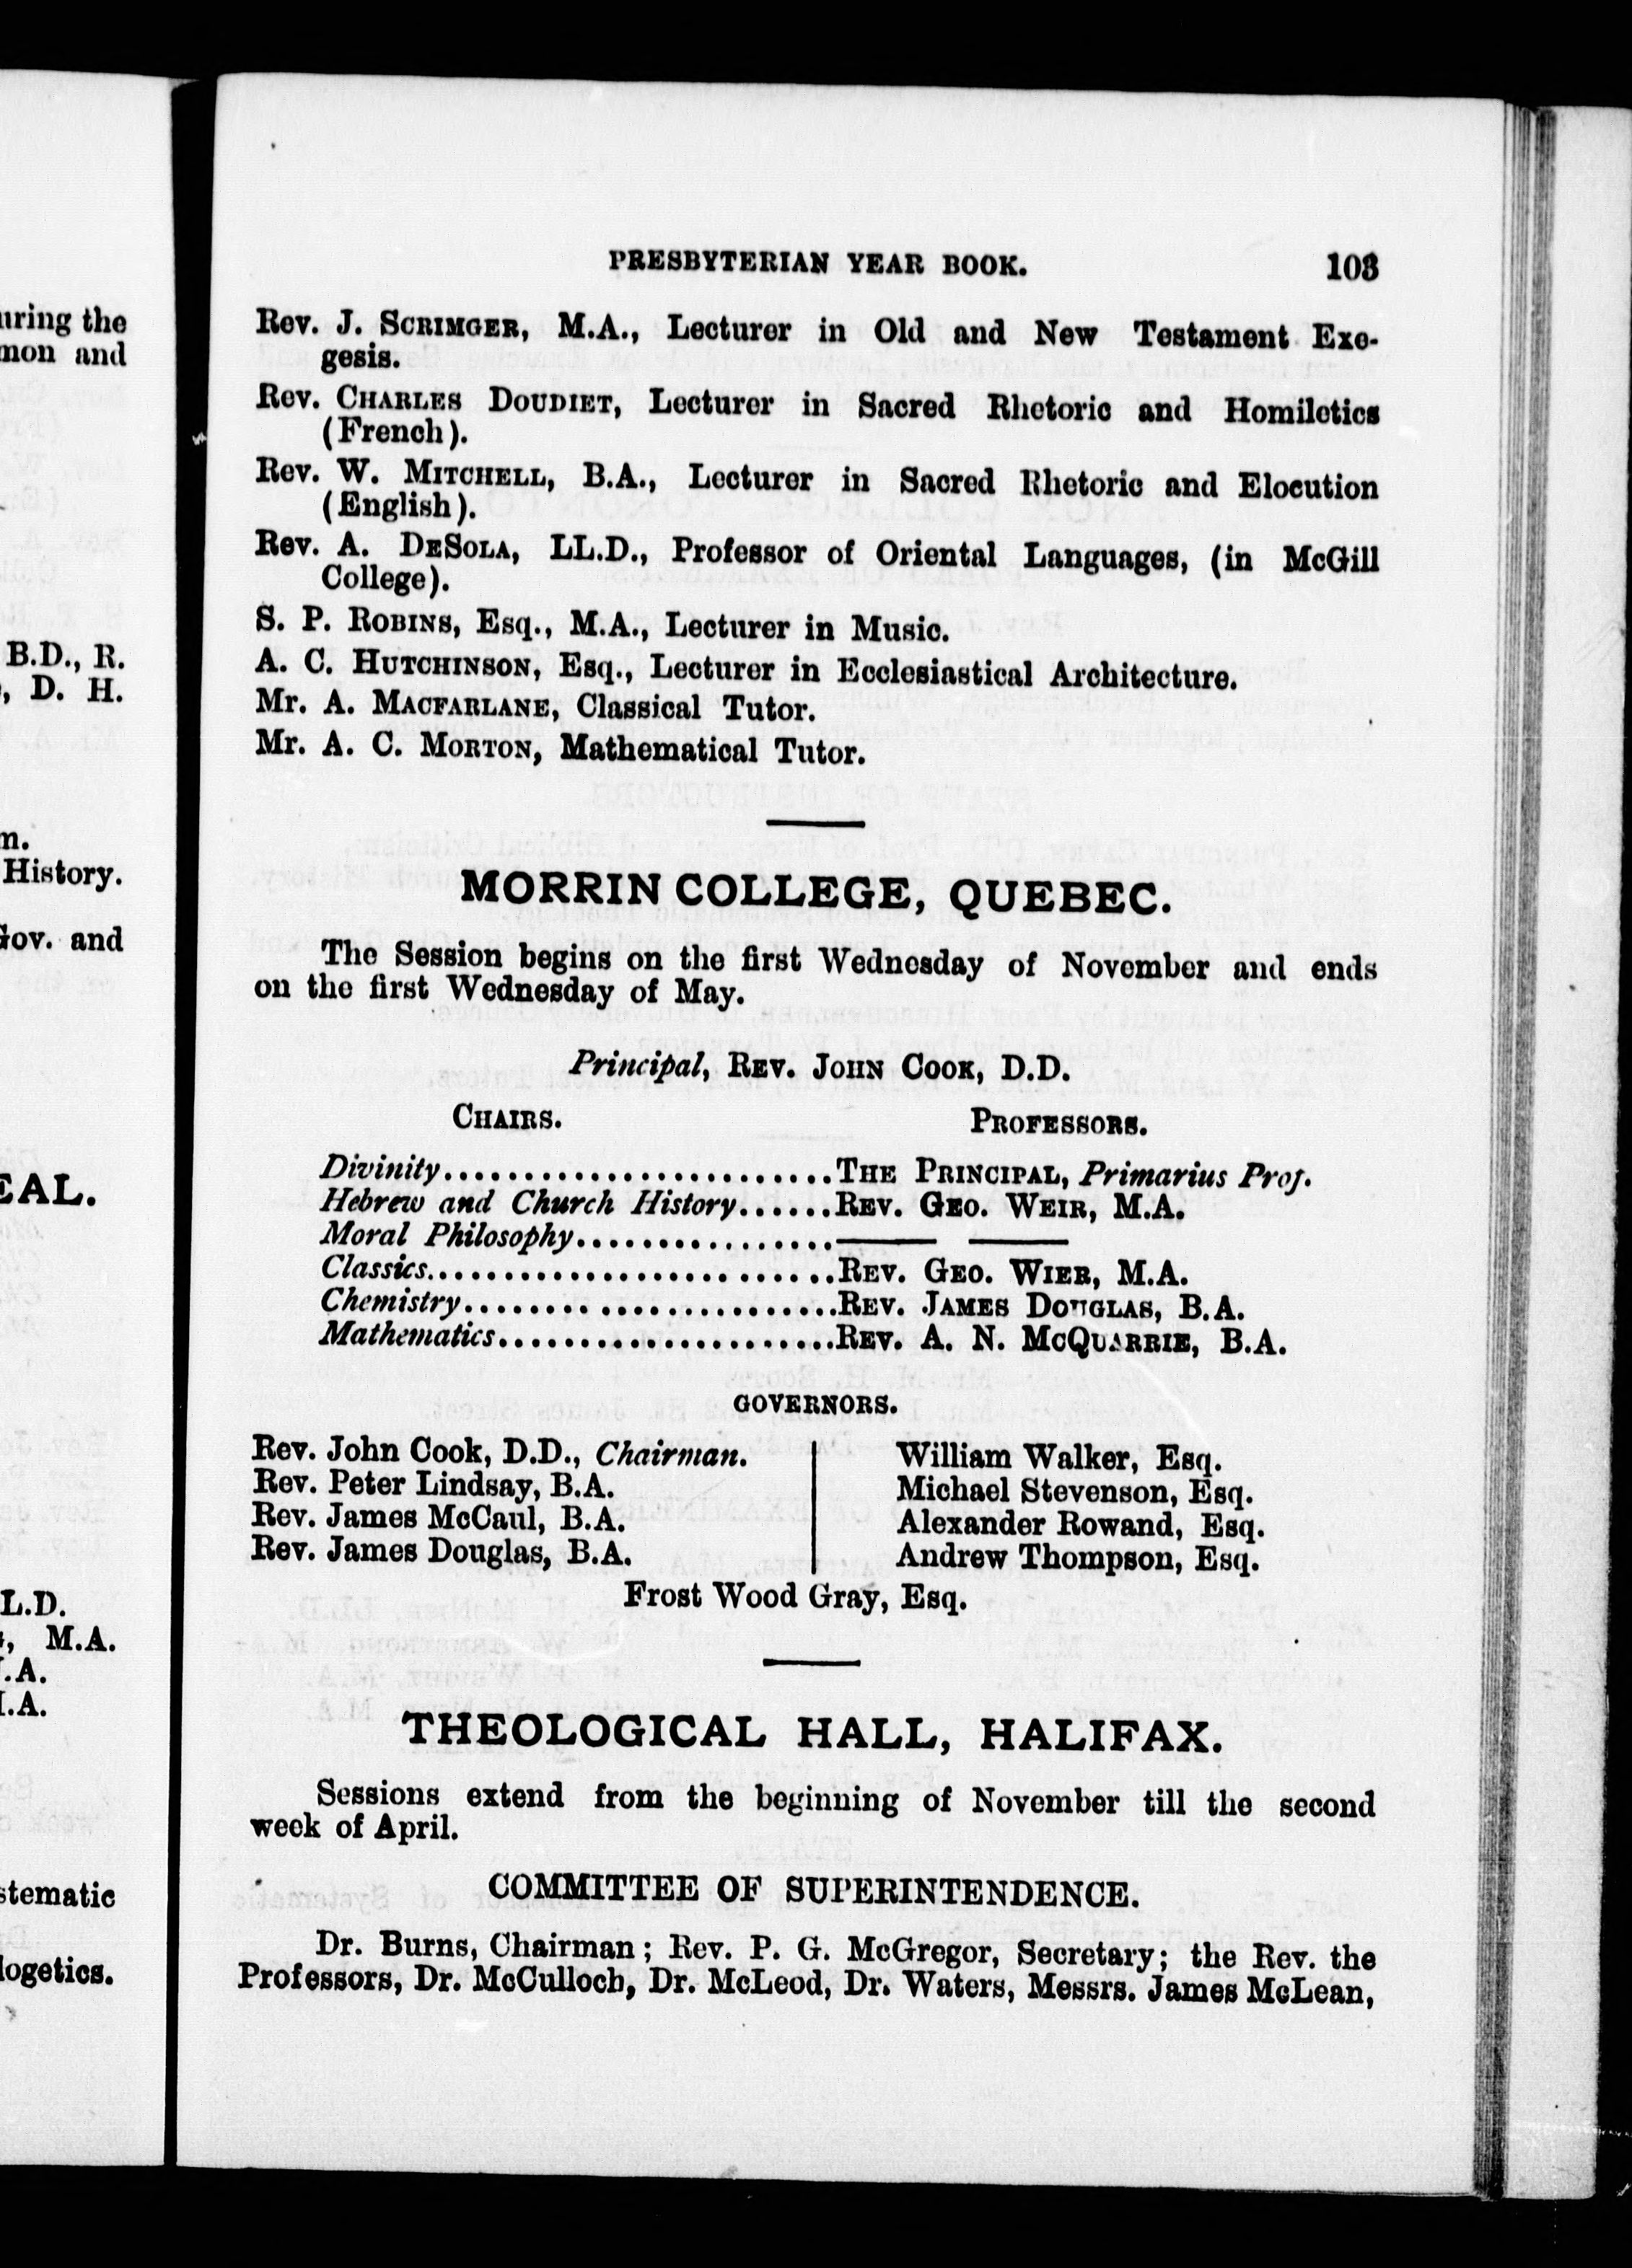 PRESBYTERIAN YEAR BOOK. 103
Rev. J. SCRIMGER, M.A., Lecturer in Old and New Testament Exe-
gesis.
Rev. CHARLES DOUDIET, Lecturer in Sacred Rhetoric and Homiletics
(French).
Rev. W. MITCHELL, B.A., Lecturer in Sacred Rhetoric and Elocution
(English).
Rev. A. DESOLA, LL.D., Professor of Oriental Languages, (in McGill
College).
S. P. ROBINS, Esq., M.A., Lecturer in Music.
A. C. HUTCHINSON, Esq., Lecturer in Ecclesiastical Architecture.
Mr. A. MACFARLANE, Classical Tutor.
Mr. A. C. MORTON, Mathematical Tutor.
MORRIN COLLEGE, QUEBEC.
The Session begins on the first Wednesday of November and ends
on the first Wednesday of May.
Principal, REV. JOHN COOK, D.D.
CHAIRS. PROFESSORS.
Divinity.........................THE PRINCIPAL, Primarius Prof.
Hebrew and Church History......REV. GEO. WEIR, M.A.
Moral Philosophy.................—— ——
Classics..........................REV. GEO. WIER, M.A.
Chemistry........................REV. JAMES DOUGLAS, B.A.
Mathematics......................REV. A. N. MCQUARRIE, B.A.
GOVERNORS.
Rev. John Cook, D.D., Chairman.
Rev. Peter Lindsay, B.A.
Rev. James McCaul, B.A.
Rev. James Douglas, B.A.
William Walker, Esq.
Michael Stevenson, Esq.
Alexander Rowand, Esq.
Andrew Thompson, Esq.
Frost Wood Gray, Esq.
THEOLOGICAL HALL, HALIFAX.
Sessions extend from the beginning of November till the second
week of April.
COMMITTEE OF SUPERINTENDENCE.
Dr. Burns, Chairman; Rev. P. G. McGregor, Secretary; the Rev. the
Professors, Dr. McCulloch, Dr. McLeod, Dr. Waters, Messrs. James McLean,